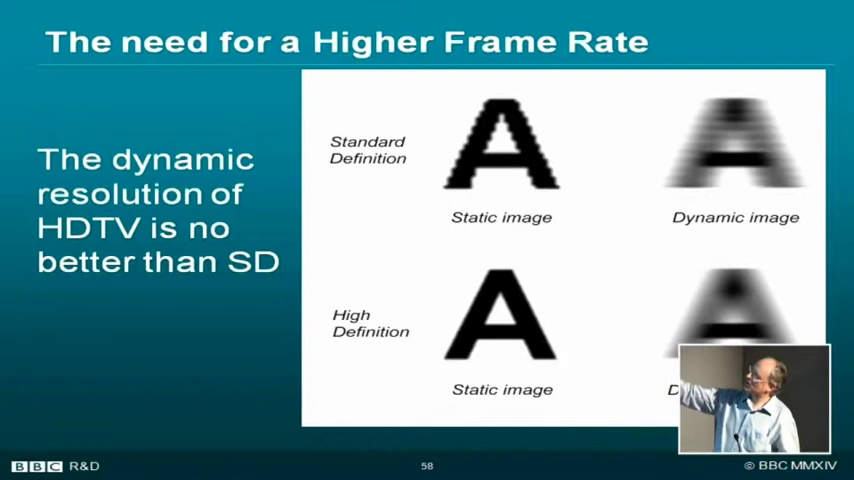 The need for a Higher Frame Rate
The dynamic
resolution of
HDTV is no
better than SD
Standard
Definition
A
A
Static image
Dynamic image
High
Definition
A
A
Static image
BBC R&D
58
© BBC MMXIV